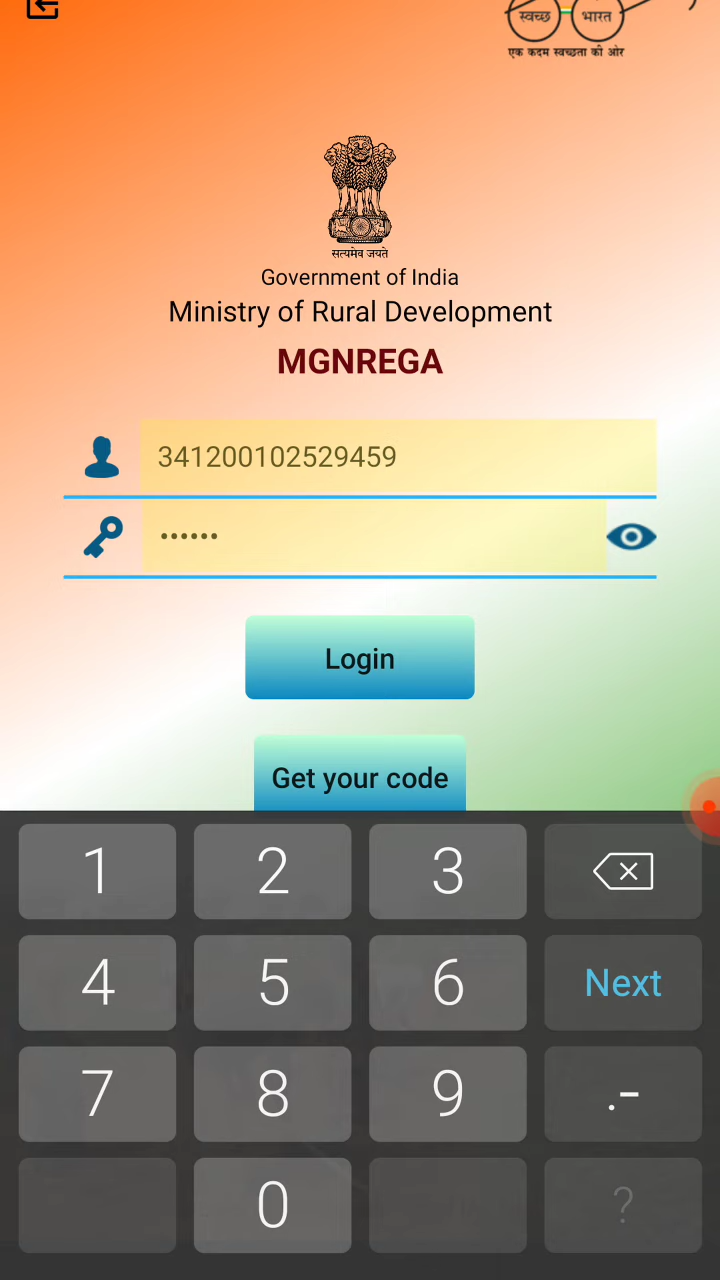 स्वच्छ भारत
एक कदम स्वच्छता की ओर
सत्यमेव जयते
Government of India
Ministry of Rural Development
MGNREGA
341200102529459
••••••
Login
Get your code
1 2 3
4 5 6 Next
7 8 9 .-
0 ?